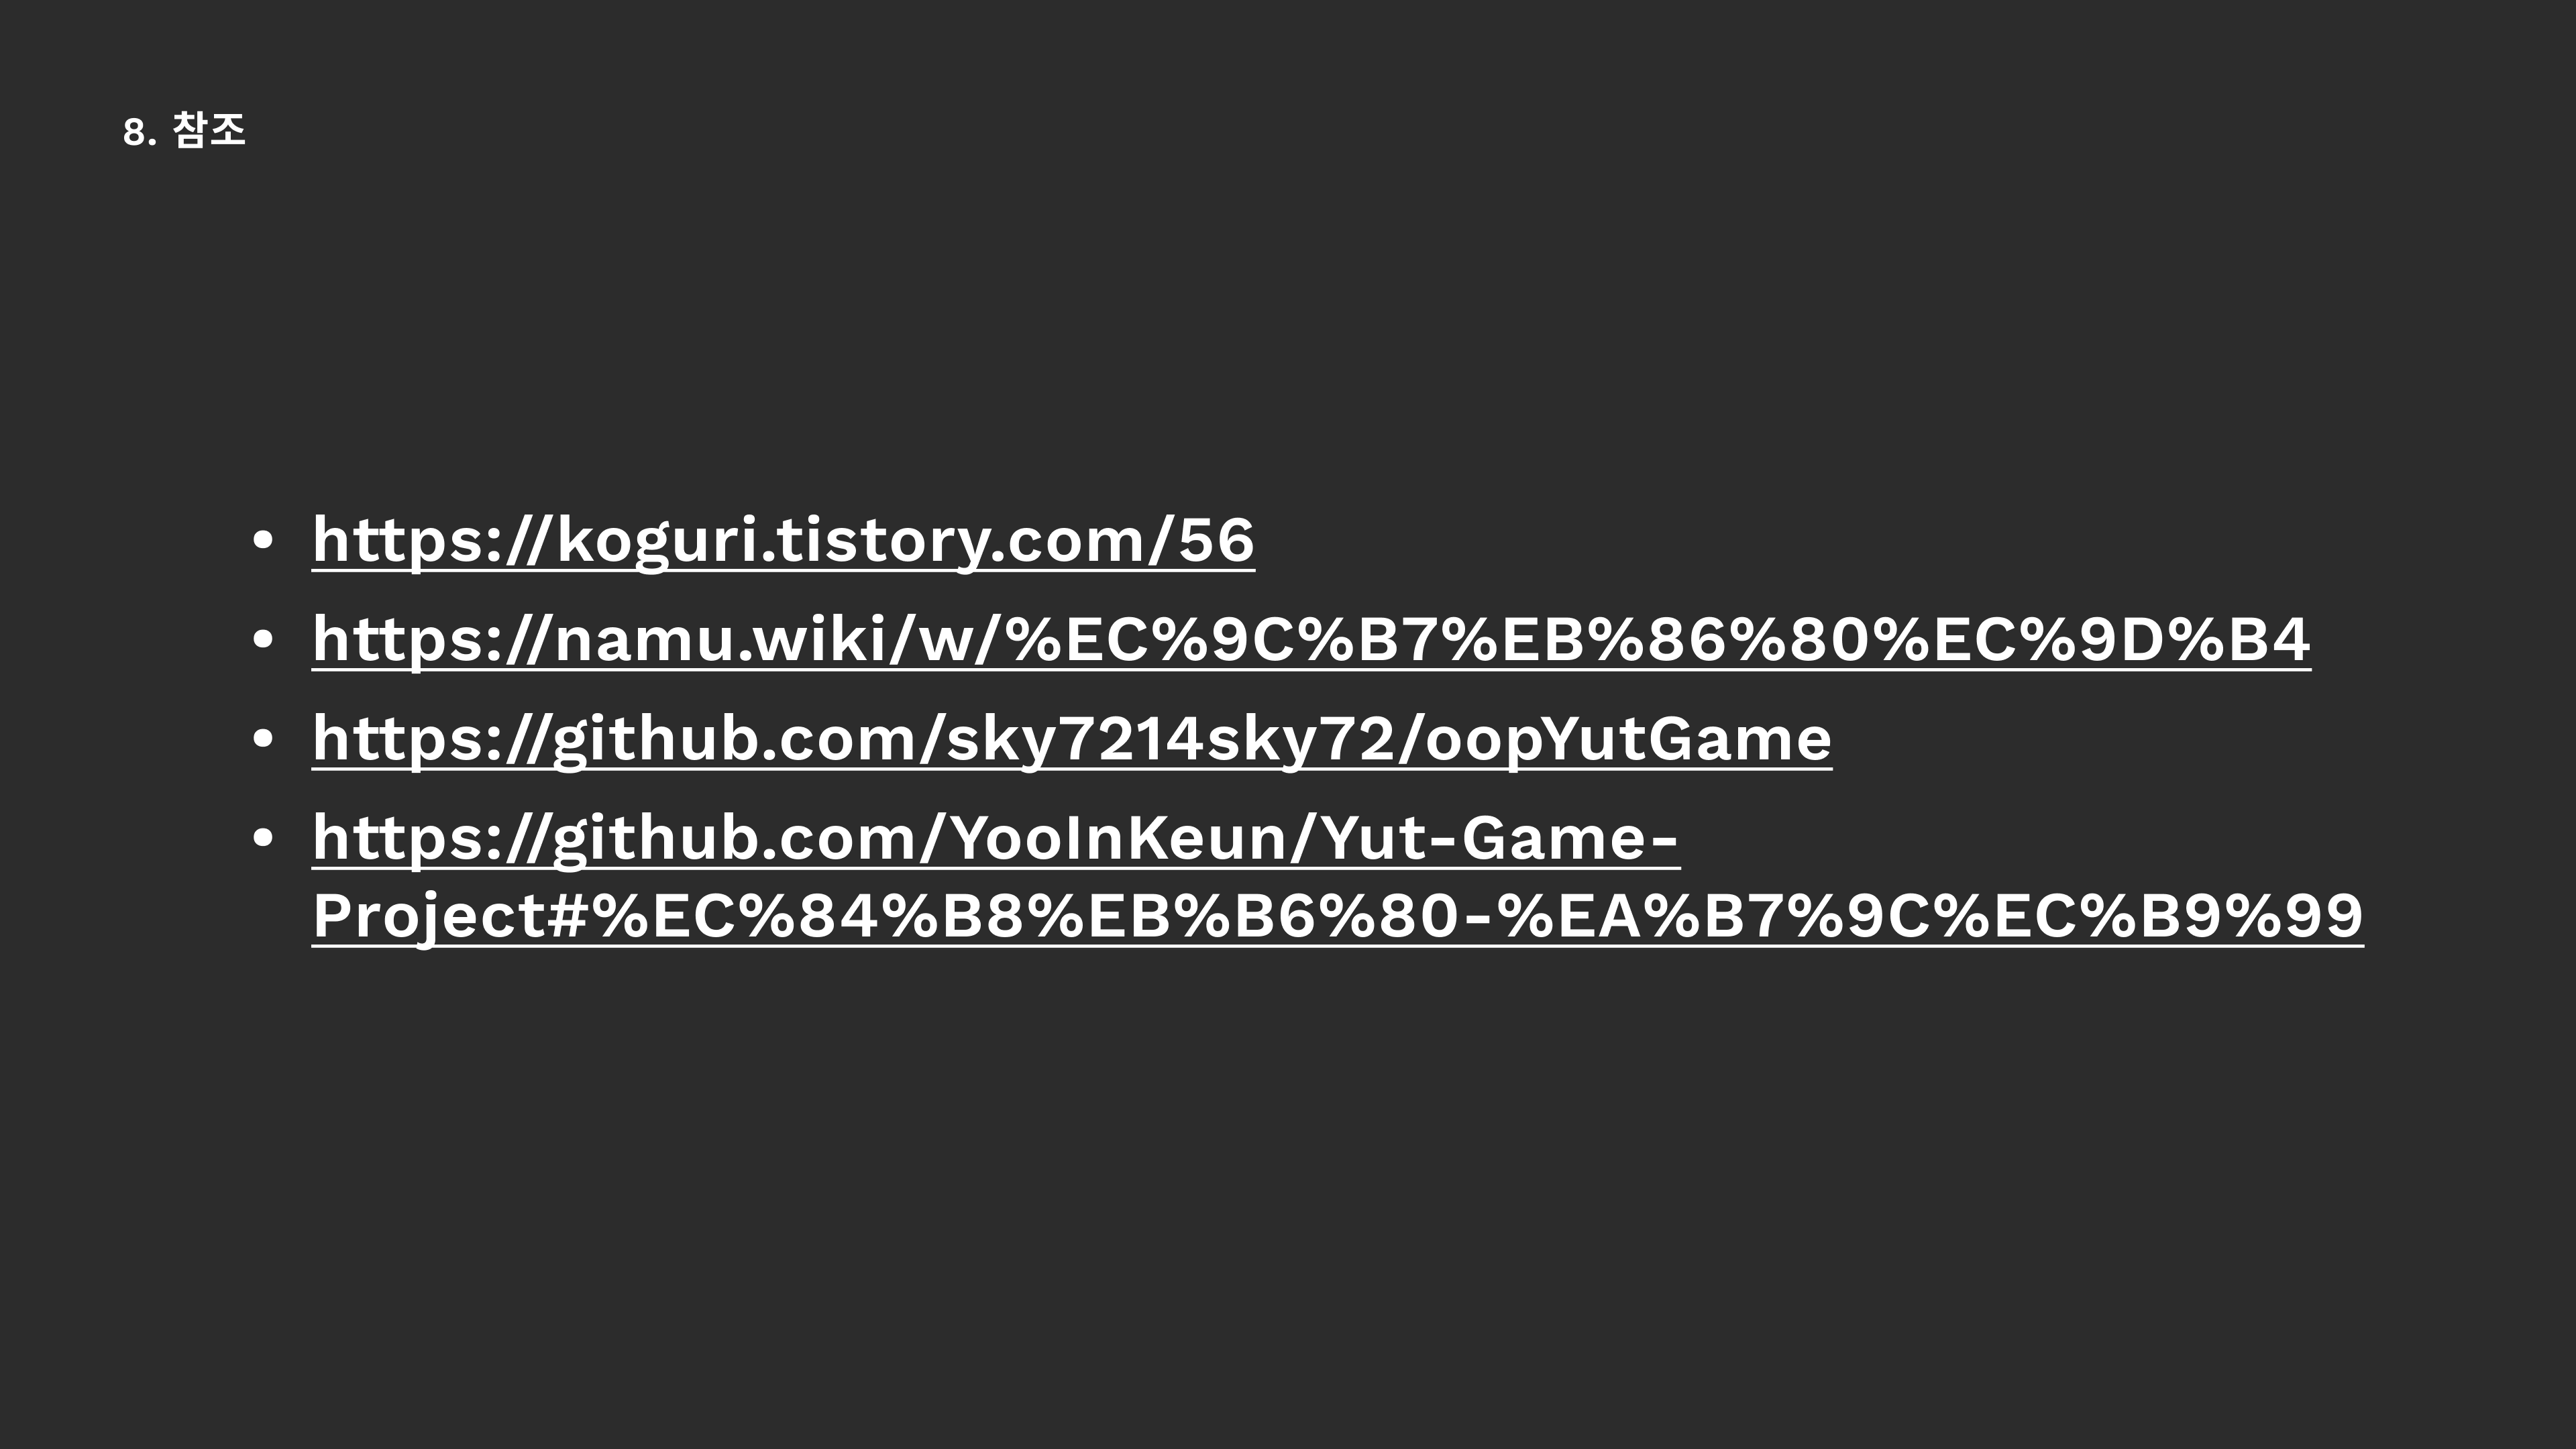 8. 참조
• https://koguri.tistory.com/56
• https://namu.wiki/w/%EC%9C%B7%EB%86%80%EC%9D%B4
• https://github.com/sky7214sky72/oopYutGame
• https://github.com/YooInKeun/Yut-Game-
Project#%EC%84%B8%EB%B6%80-%EA%B7%9C%EC%B9%99